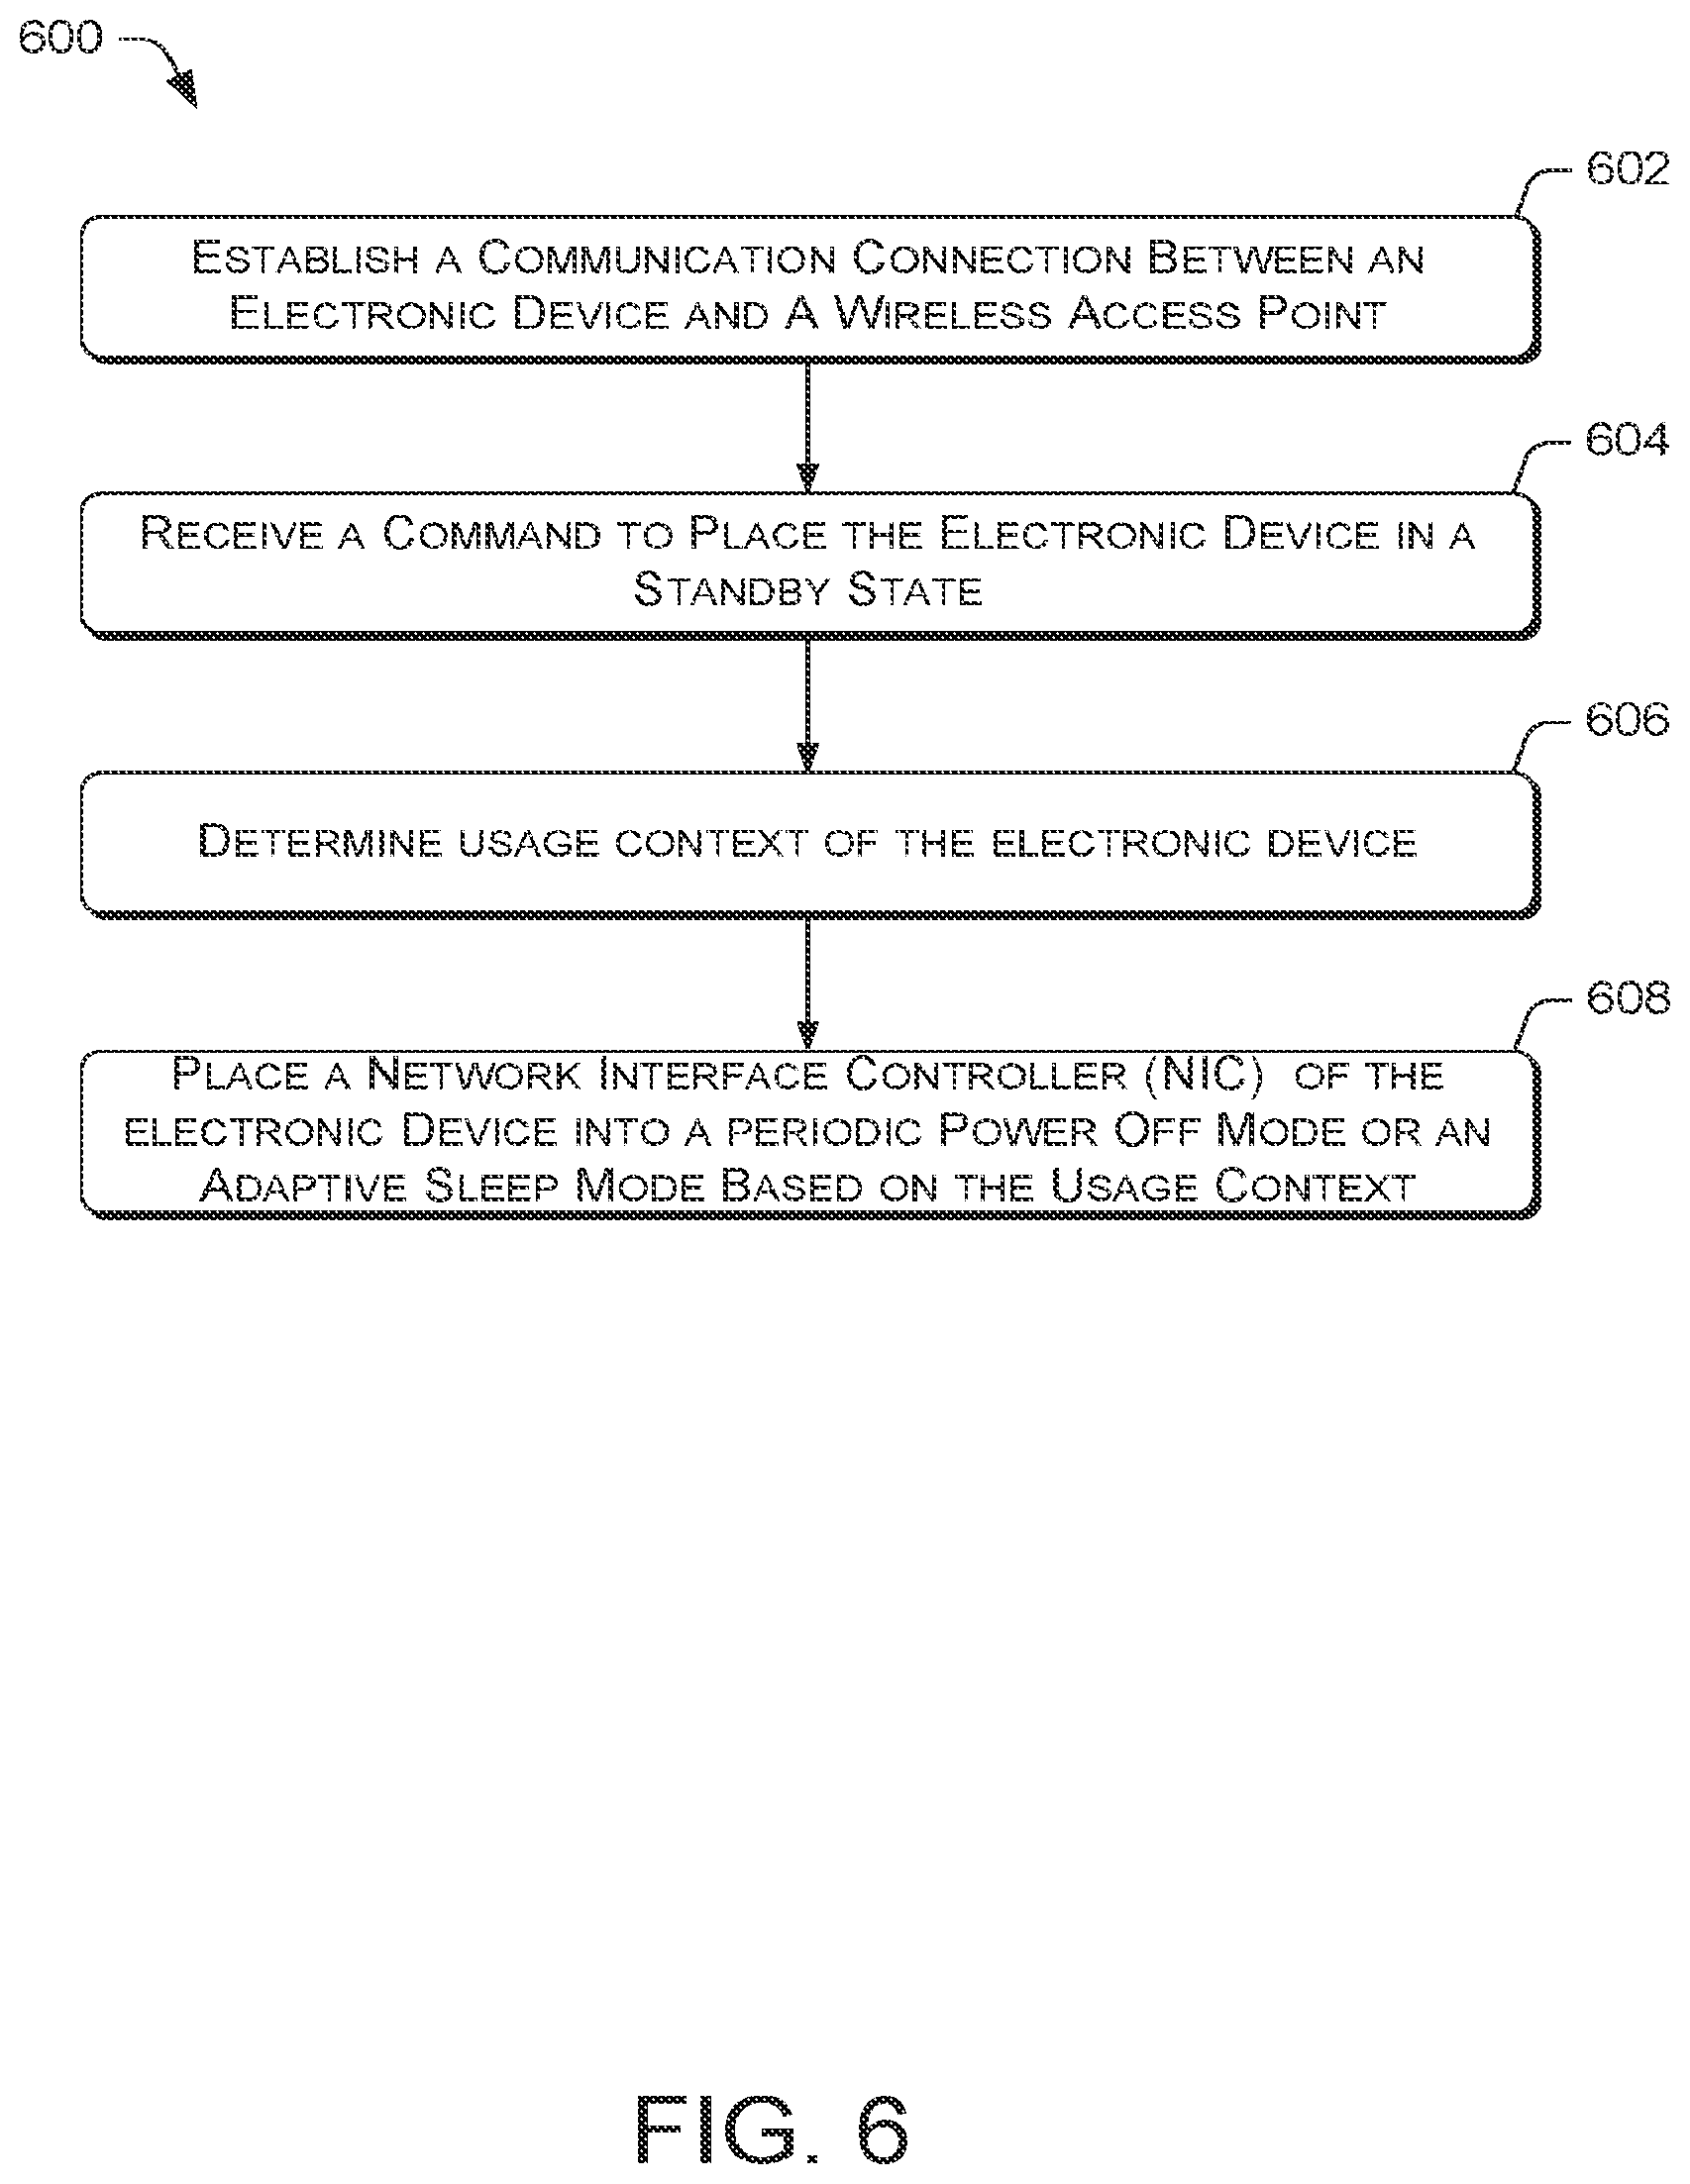 600
602
Establish a Communication Connection Between an
Electronic Device and A Wireless Access Point
604
Receive a Command to Place the Electronic Device in a
Standby State
606
Determine usage context of the electronic device
608
Place a Network Interface Controller (NIC) of the
electronic Device into a periodic Power Off Mode or an
Adaptive Sleep Mode Based on the Usage Context
FIG. 6